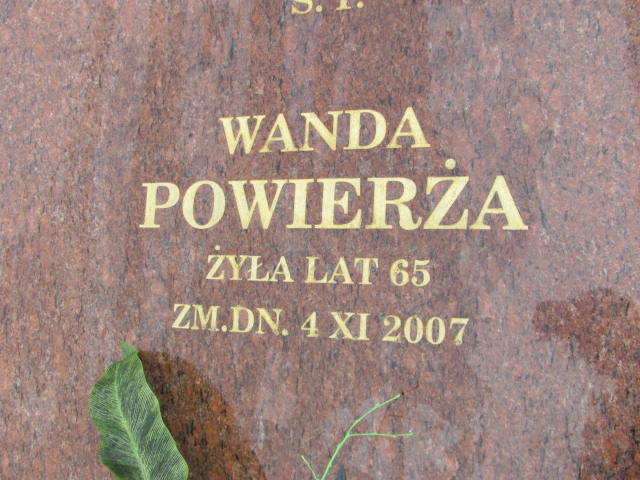 Ś. P.
WANDA
POWIERŻA
ŻYŁA LAT 65
ZM.DN. 4 XI 2007